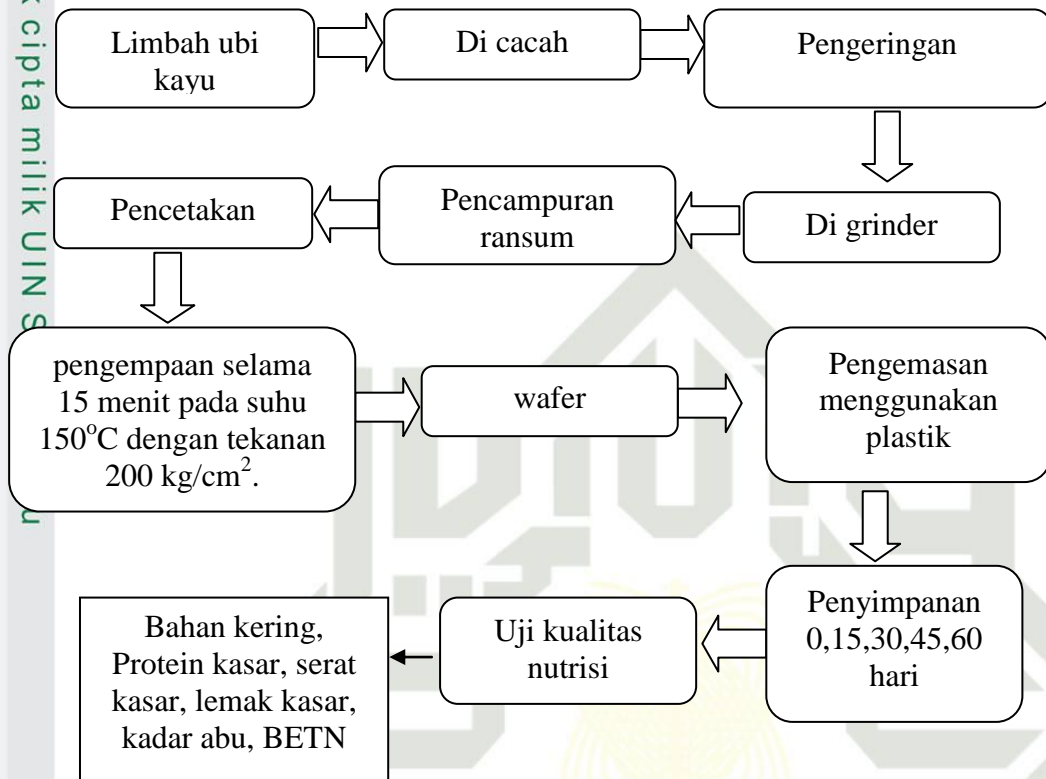 Limbah ubi
kayu
Di cacah
Pengeringan
Di grinder
Pencampuran
ransum
Pencetakan
pengempaan selama
15 menit pada suhu
150°C dengan tekanan
200 kg/cm².
wafer
Pengemasan
menggunakan
plastik
Penyimpanan
0,15,30,45,60
hari
Uji kualitas
nutrisi
Bahan kering,
Protein kasar, serat
kasar, lemak kasar,
kadar abu, BETN
cipta milik UIN